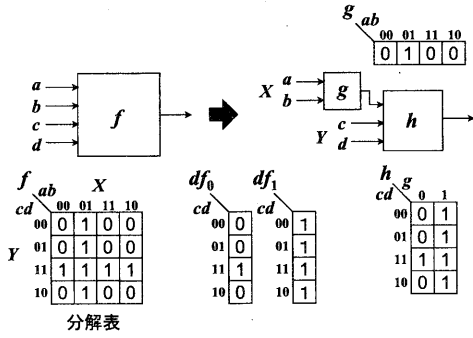 g
ab
00 01 11 10
0 1 0 0
a
b
c
d
f
X
a
b
g
Y
c
d
h
f
ab
X
cd
00 01 11 10
Y
00 0 1 0 0
01 0 1 0 0
11 1 1 1 1
10 0 1 0 0
分解表
df0
cd
00 0
01 0
11 1
10 0
df1
cd
00 1
01 1
11 1
10 1
h
g
cd
0 1
00 0 1
01 0 1
11 1 1
10 0 1